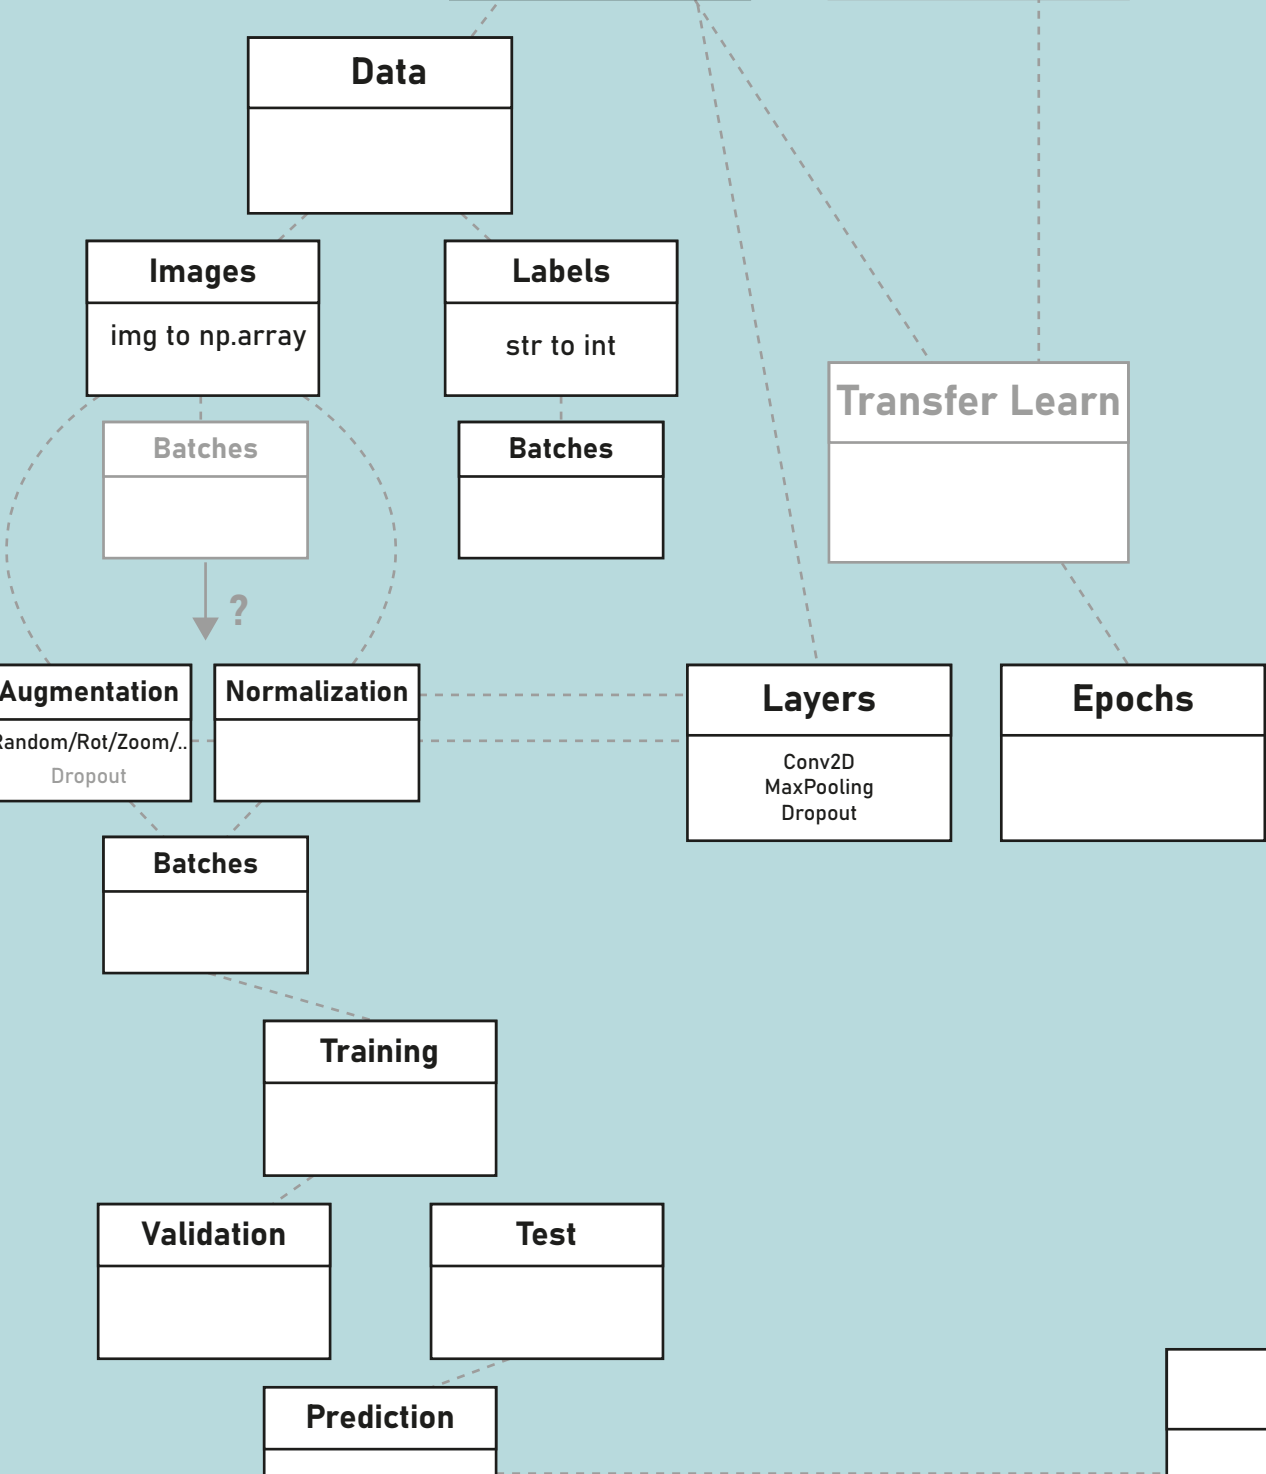 Data
Images
img to np.array
Labels
str to int
Transfer Learn
Batches
Batches
?
Augmentation
Random/Rot/Zoom/..
Dropout
Normalization
Layers
Conv2D
MaxPooling
Dropout
Epochs
Batches
Training
Validation
Test
Prediction